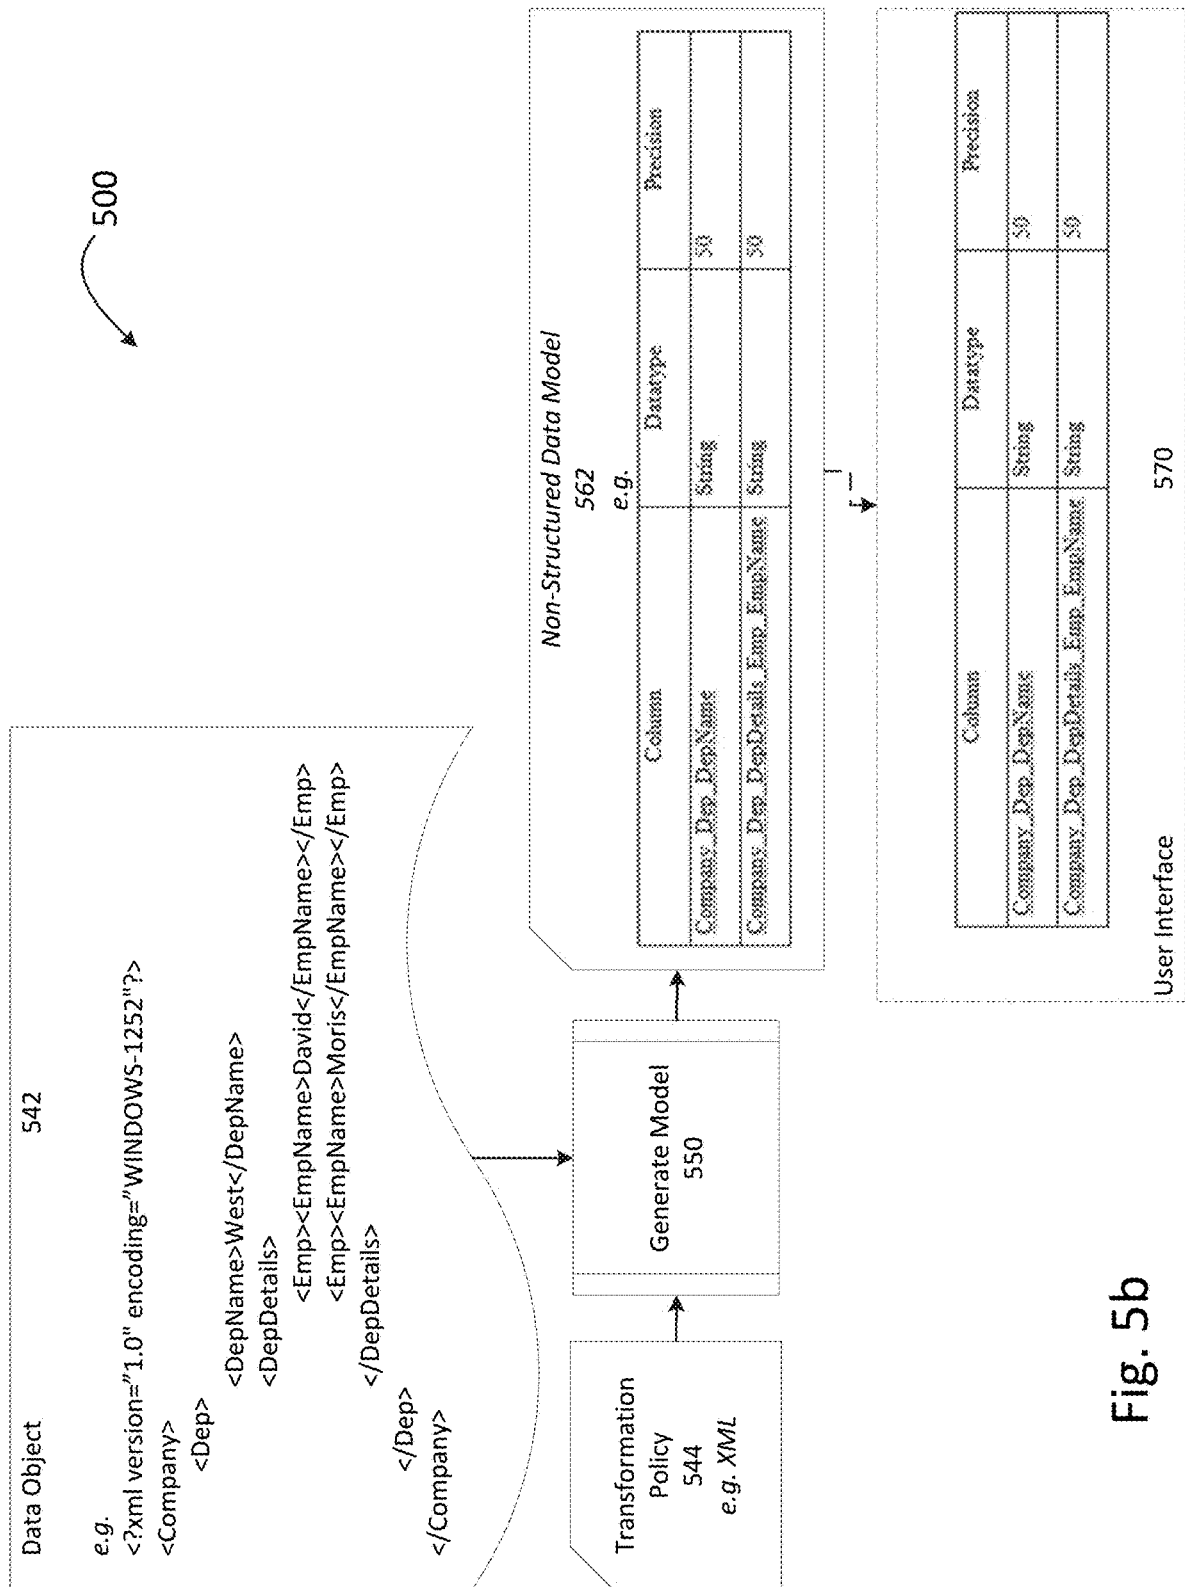 500
Data Object
542
e.g.
<?xml version="1.0" encoding="WINDOWS-1252"?>
<Company>
<Dep>
<DepName>West</DepName>
<DepDetails>
<Emp><EmpName>David</EmpName></Emp>
<Emp><EmpName>Moris</EmpName></Emp>
</DepDetails>
</Dep>
</Company>
Transformation
Policy
544
e.g. XML
Generate Model
550
Non-Structured Data Model
562
e.g.
Column Datatype Precision
Company_Dep_DepName String 50
Company_Dep_DepDetails_Emp_EmpName String 50
Column Datatype Precision
Company_Dep_DepName String 50
Company_Dep_DepDetails_Emp_EmpName String 50
User Interface
570
Fig. 5b